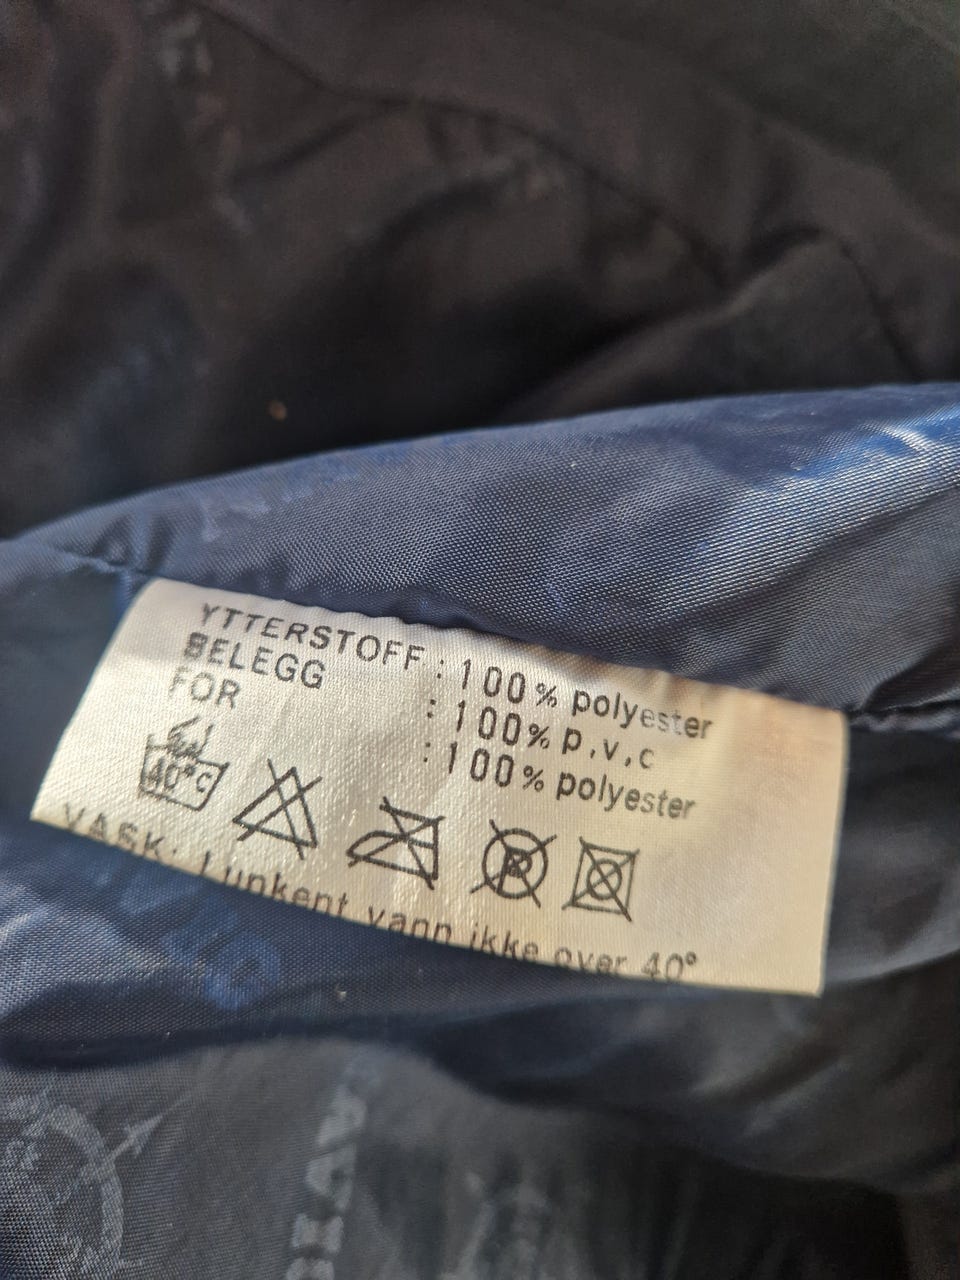 YTTERSTOFF : 100% polyester
BELEGG : 100% p.v.c
FOR : 100% polyester
40°C P
VASK: Lunkent vann ikke over 40°